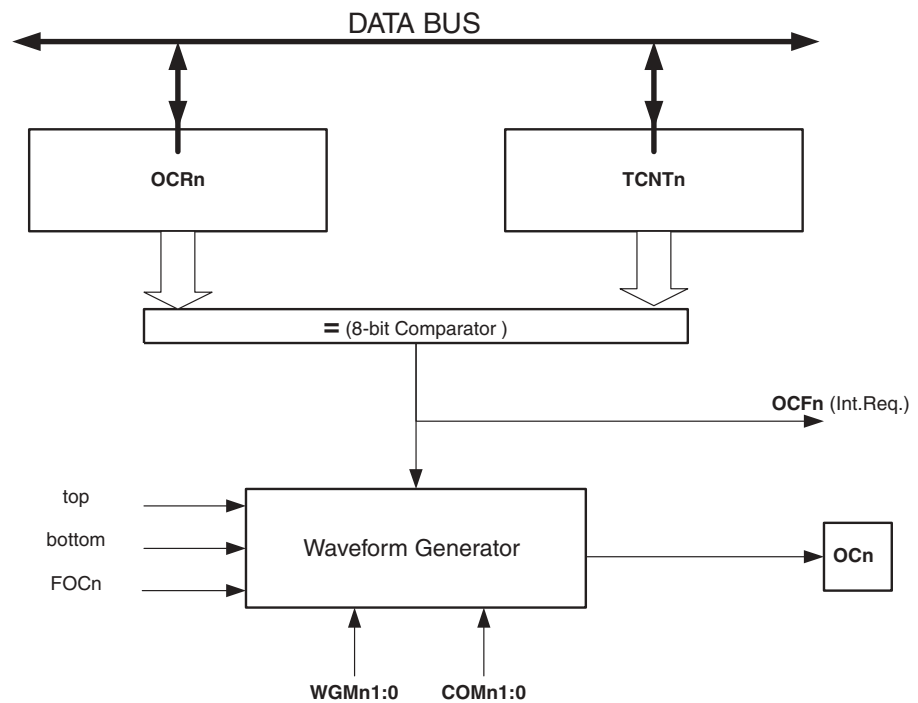 DATA BUS
OCRn
TCNTn
= (8-bit Comparator )
OCFn (Int.Req.)
top
bottom
FOCn
Waveform Generator
OCn
WGMn1:0
COMn1:0